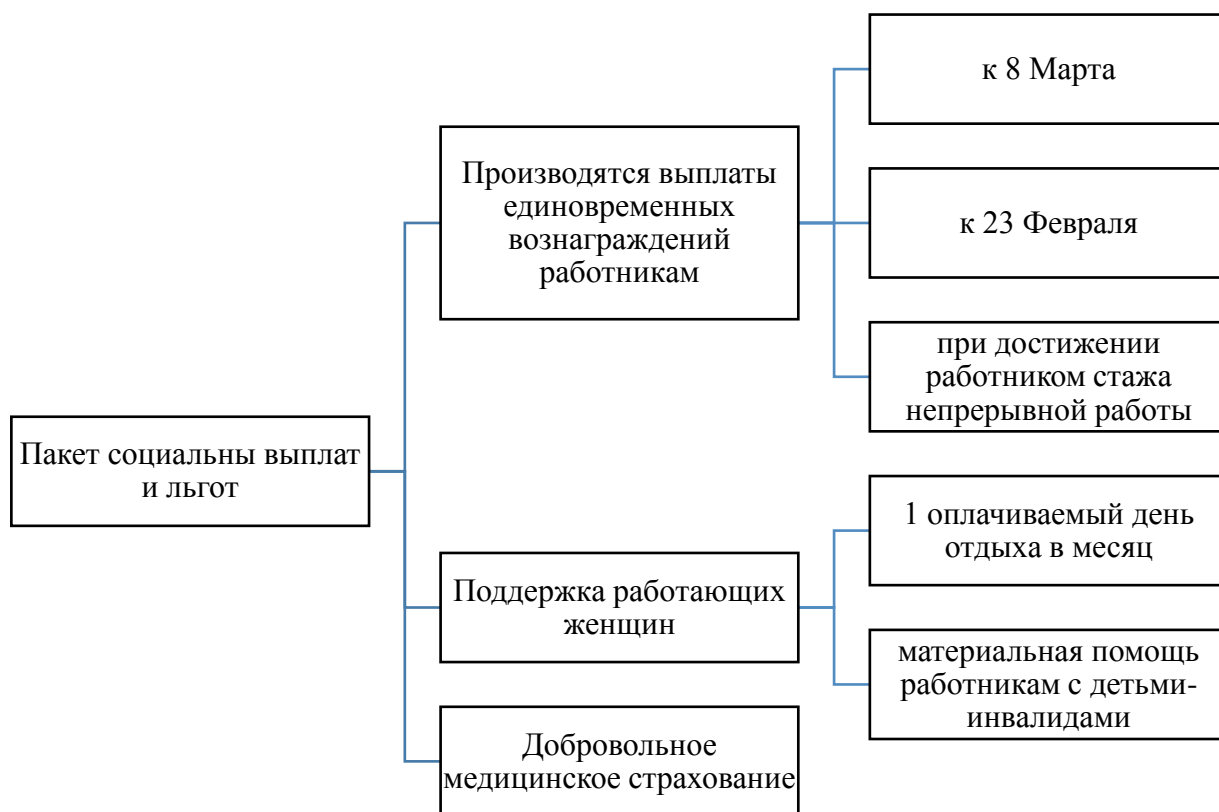 Пакет социальны выплат
и льгот
Производятся выплаты
единовременных
вознаграждений
работникам
к 8 Марта
к 23 Февраля
при достижении
работником стажа
непрерывной работы
Поддержка работающих
женщин
1 оплачиваемый день
отдыха в месяц
материальная помощь
работникам с детьми-
инвалидами
Добровольное
медицинское страхование